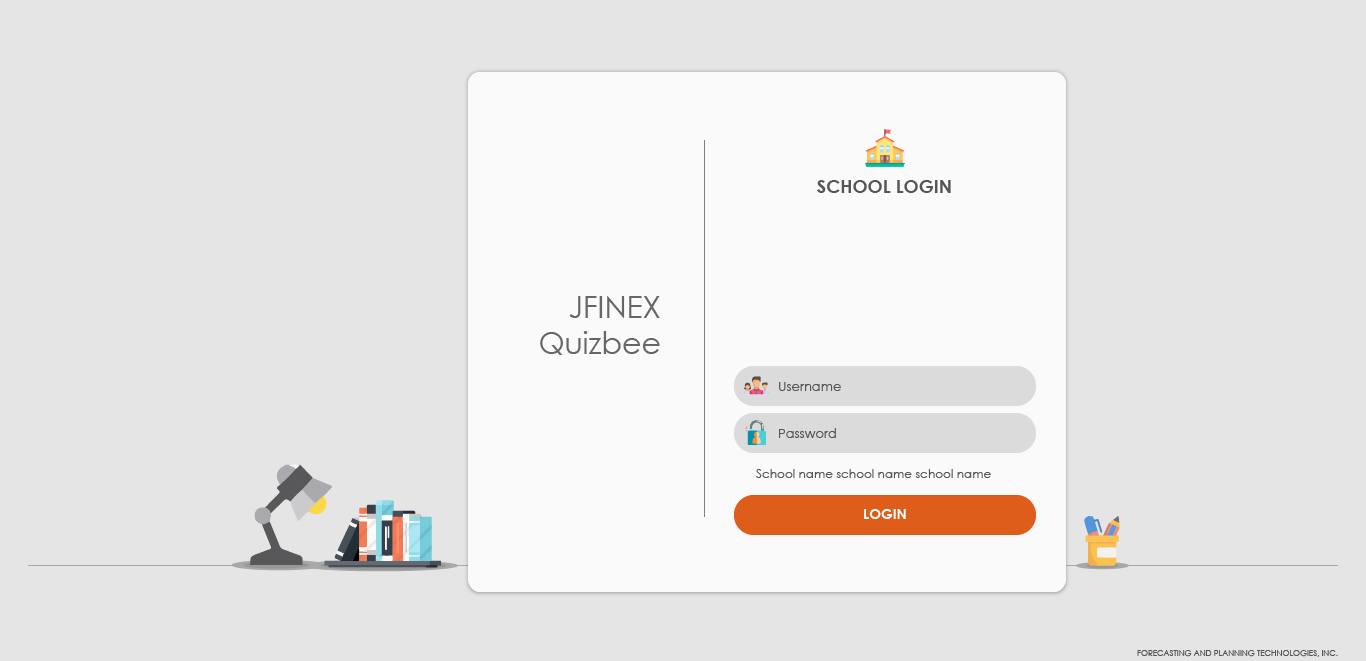 JFINEX
Quizbee
SCHOOL LOGIN
Username
Password
School name school name school name
LOGIN
FORECASTING AND PLANNING TECHNOLOGIES, INC.